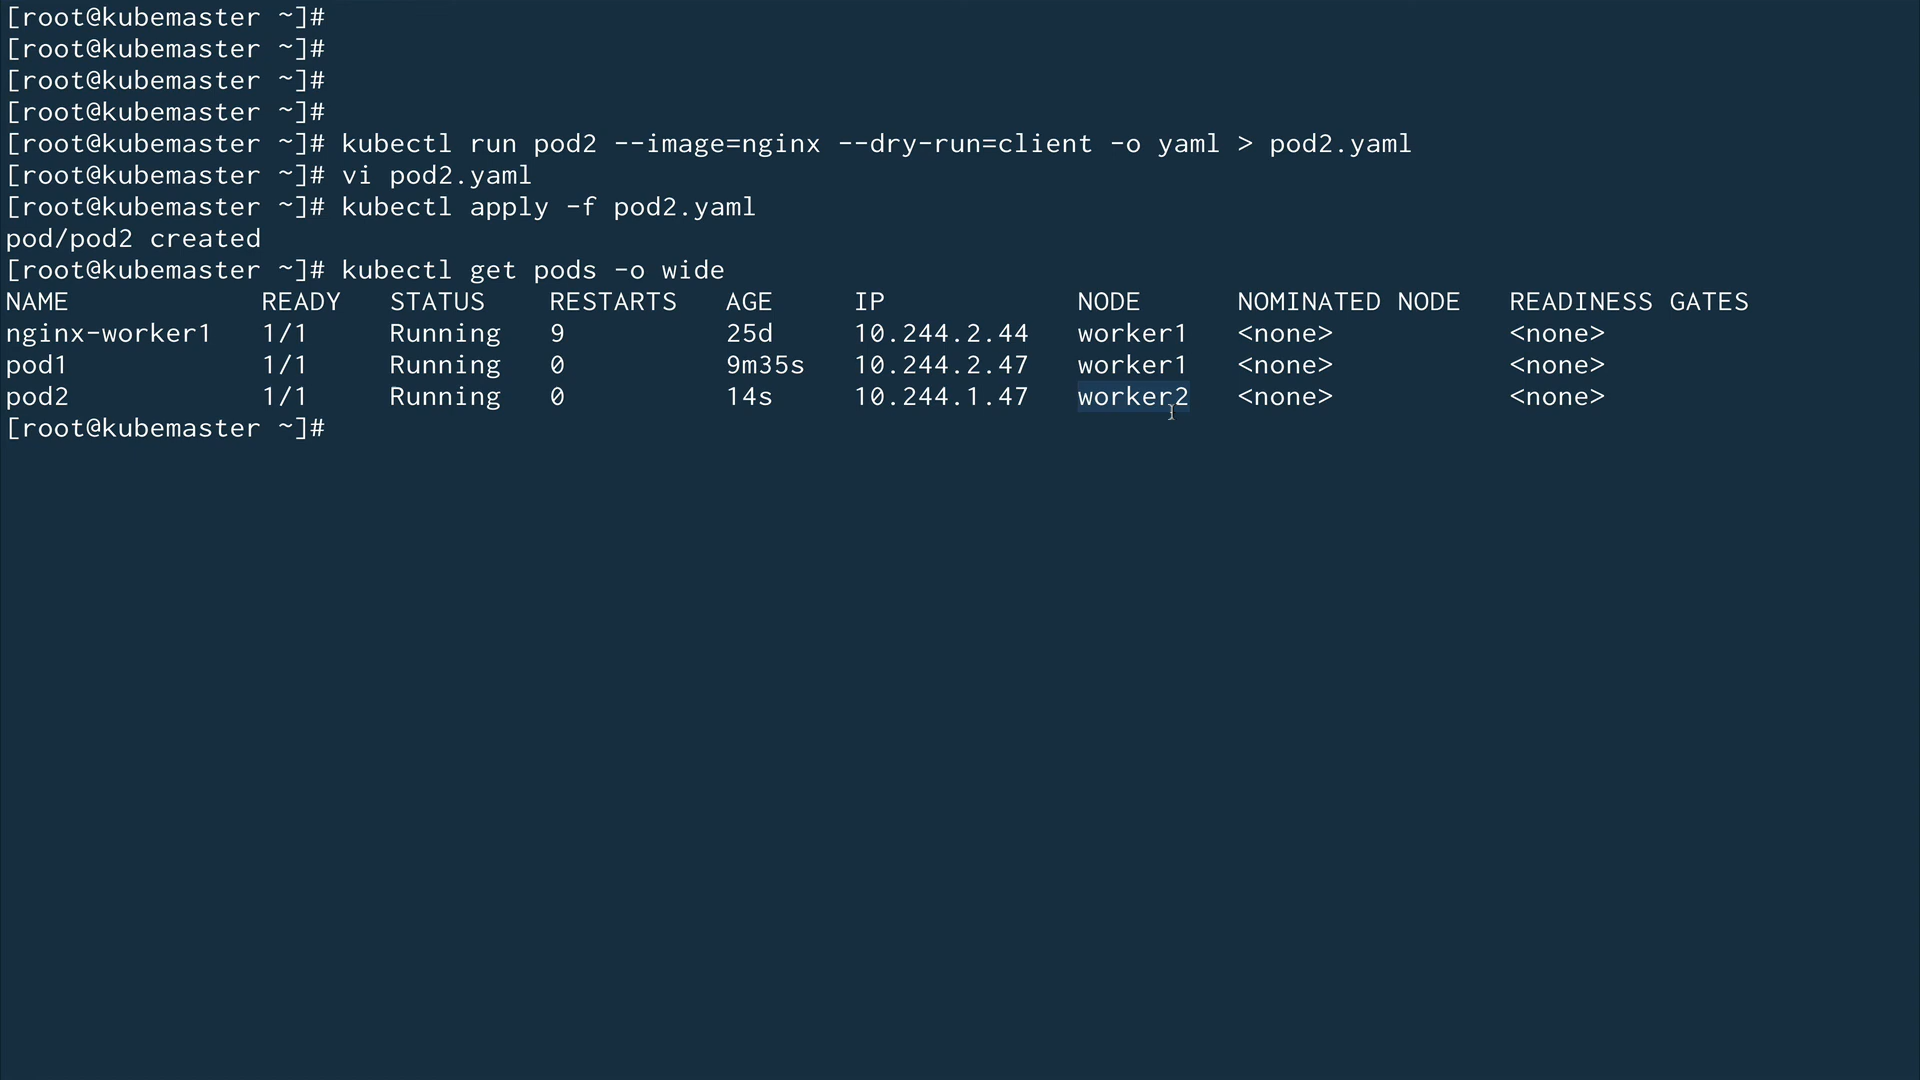 [root@kubemaster ~]#
[root@kubemaster ~]#
[root@kubemaster ~]#
[root@kubemaster ~]#
[root@kubemaster ~]# kubectl run pod2 --image=nginx --dry-run=client -o yaml > pod2.yaml
[root@kubemaster ~]# vi pod2.yaml
[root@kubemaster ~]# kubectl apply -f pod2.yaml
pod/pod2 created
[root@kubemaster ~]# kubectl get pods -o wide
NAME            READY   STATUS    RESTARTS   AGE     IP            NODE      NOMINATED NODE   READINESS GATES
nginx-worker1   1/1     Running   9          25d     10.244.2.44   worker1   <none>           <none>
pod1            1/1     Running   0          9m35s   10.244.2.47   worker1   <none>           <none>
pod2            1/1     Running   0          14s     10.244.1.47   worker2   <none>           <none>
[root@kubemaster ~]#